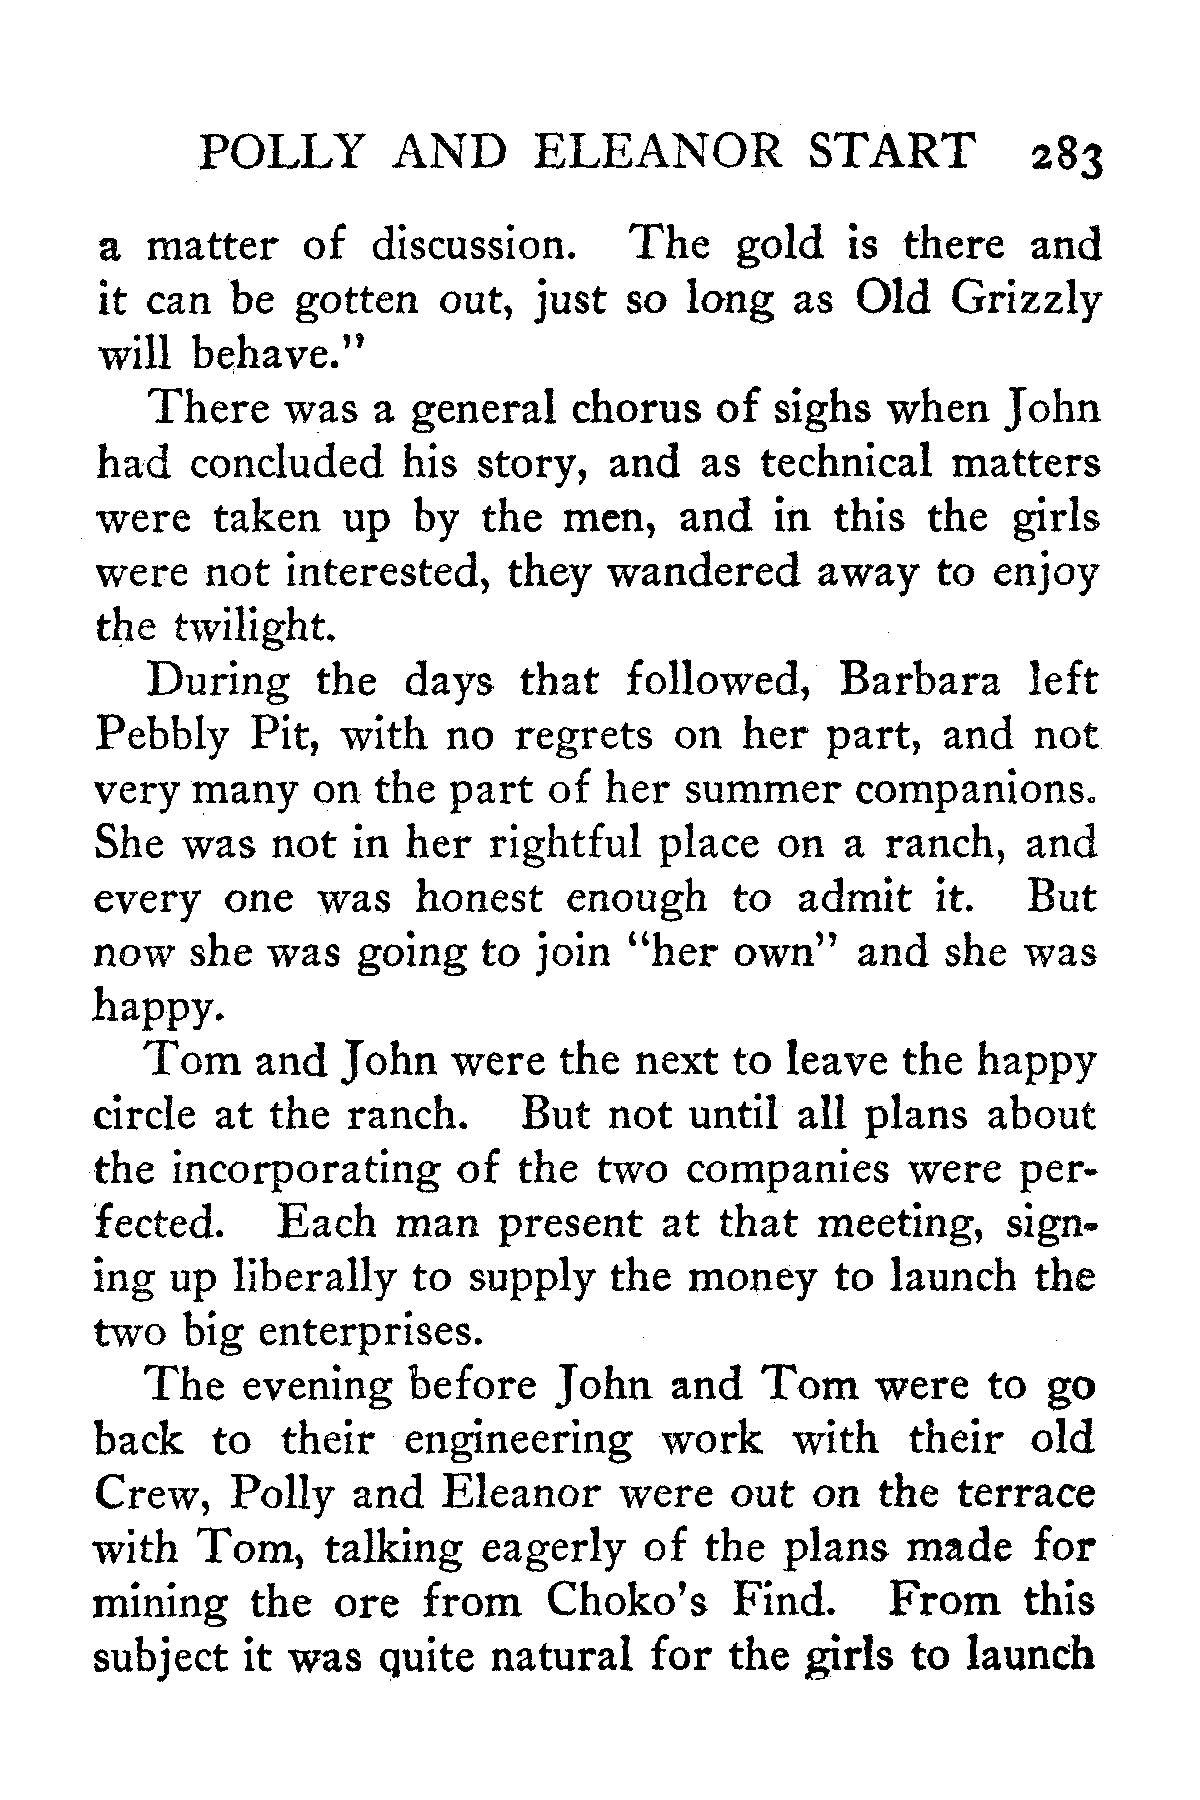 POLLY AND ELEANOR START 283
a matter of discussion. The gold is there and
it can be gotten out, just so long as Old Grizzly
will behave."
There was a general chorus of sighs when John
had concluded his story, and as technical matters
were taken up by the men, and in this the girls
were not interested, they wandered away to enjoy
the twilight.
During the days that followed, Barbara left
Pebbly Pit, with no regrets on her part, and not
very many on the part of her summer companions.
She was not in her rightful place on a ranch, and
every one was honest enough to admit it. But
now she was going to join "her own" and she was
happy.
Tom and John were the next to leave the happy
circle at the ranch. But not until all plans about
the incorporating of the two companies were per-
fected. Each man present at that meeting, sign-
ing up liberally to supply the money to launch the
two big enterprises.
The evening before John and Tom were to go
back to their engineering work with their old
Crew, Polly and Eleanor were out on the terrace
with Tom, talking eagerly of the plans made for
mining the ore from Choko's Find. From this
subject it was quite natural for the girls to launch